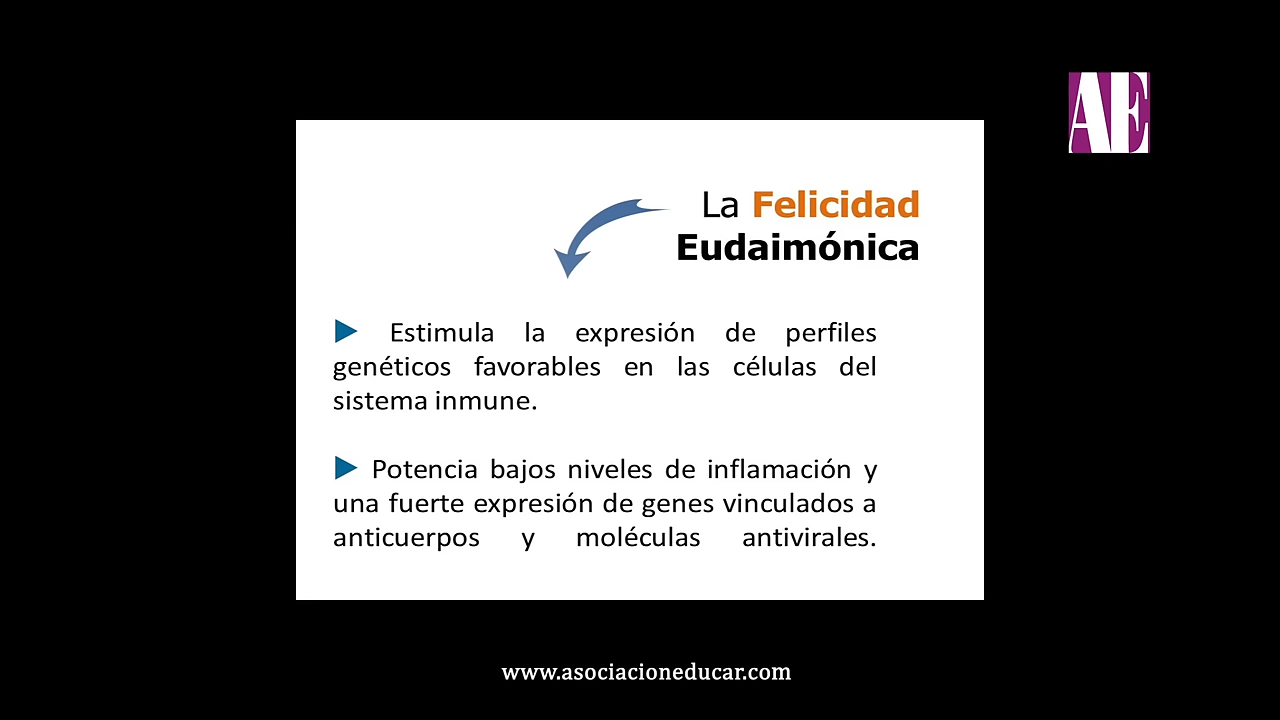 AE
La Felicidad
Eudaimónica
► Estimula la expresión de perfiles
genéticos favorables en las células del
sistema inmune.
► Potencia bajos niveles de inflamación y
una fuerte expresión de genes vinculados a
anticuerpos y moléculas antivirales.
www.asociacioneducar.com